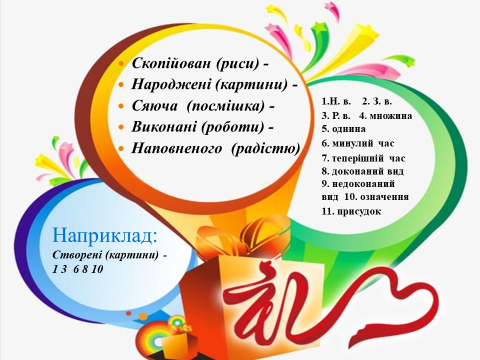 • Скопійован (риси) -
• Народжені (картини) -
• Сяюча (посмішка) -
• Виконані (роботи) -
• Наповненого (радістю)
1.Н. в. 2. З. в.
3. Р. в. 4. множина
5. однина
6. минулий час
7. теперішній час
8. доконаний вид
9. недоконаний
вид 10. означення
11. присудок
Наприклад:
Створені (картини) -
1 3 6 8 10